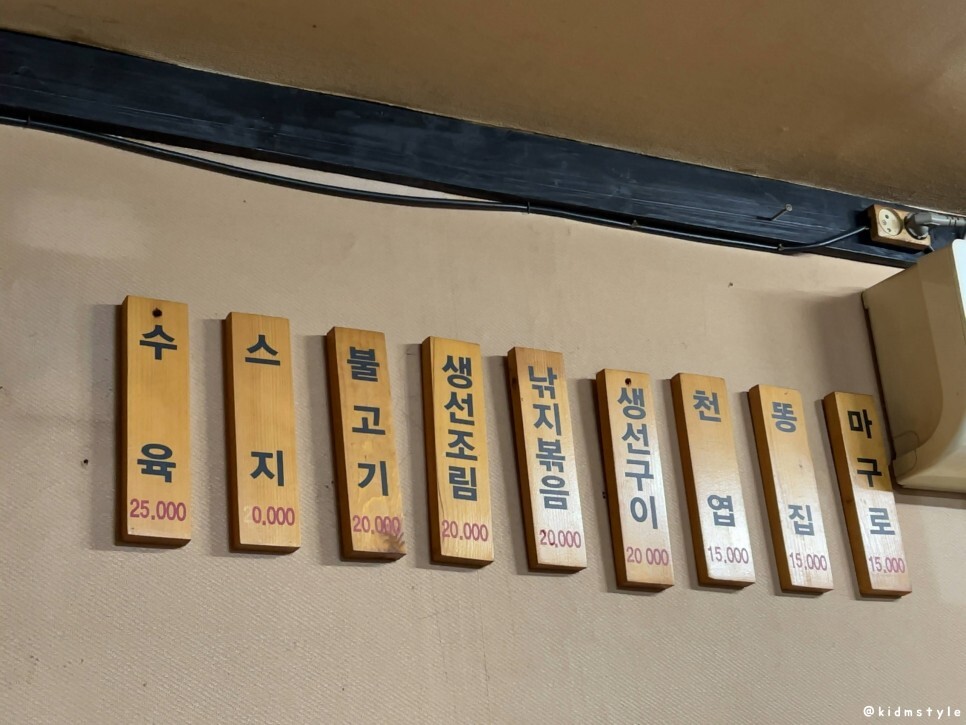 수육
25.000
스지
20.000
불고기
20.000
생선조림
20.000
낚지볶음
20.000
생선구이
20 000
천엽
15.000
똥집
15.000
마구로
15.000
@kidmstyle